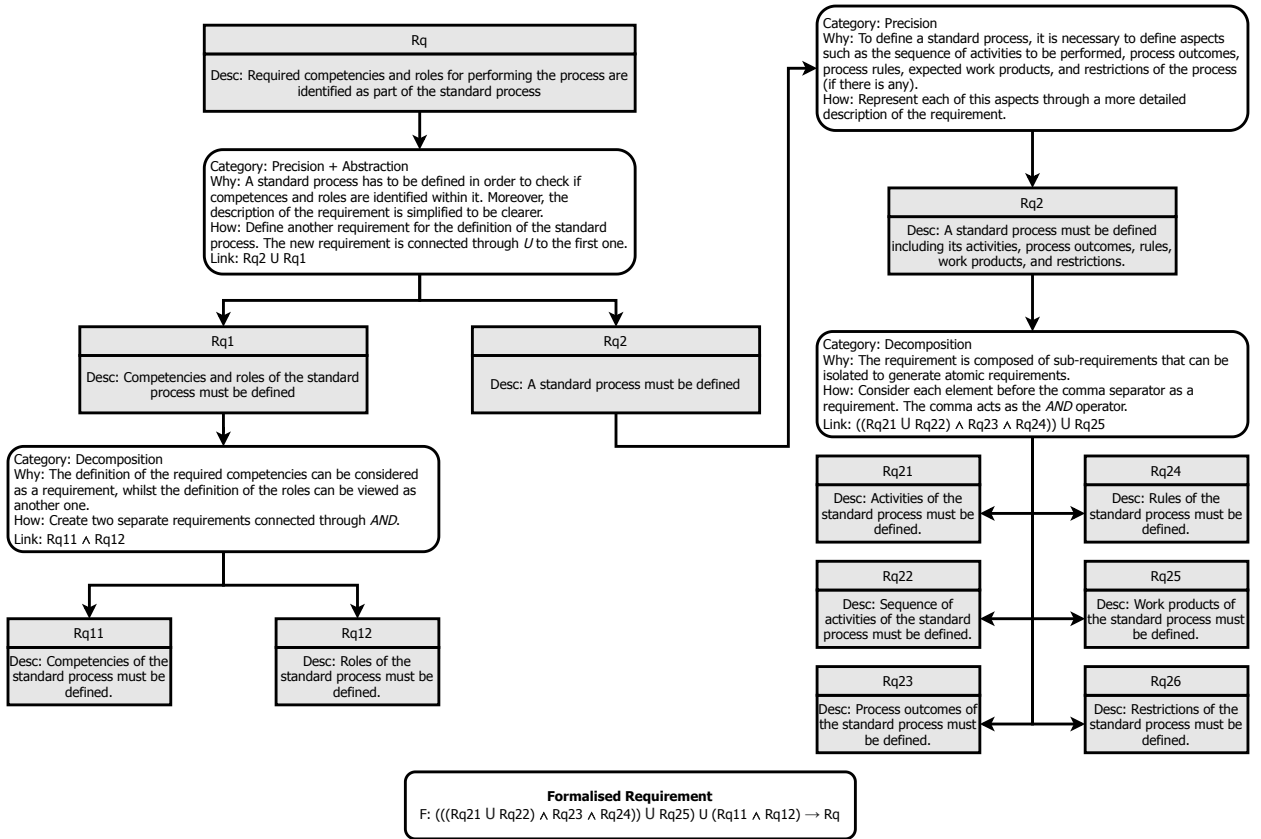 Rq
Desc: Required competencies and roles for performing the process are
identified as part of the standard process
Category: Precision + Abstraction
Why: A standard process has to be defined in order to check if
competences and roles are identified within it. Moreover, the
description of the requirement is simplified to be clearer.
How: Define another requirement for the definition of the standard
process. The new requirement is connected through U to the first one.
Link: Rq2 U Rq1
Rq1
Desc: Competencies and roles of the standard
process must be defined
Rq2
Desc: A standard process must be defined
Category: Decomposition
Why: The definition of the required competencies can be considered
as a requirement, whilst the definition of the roles can be viewed as
another one.
How: Create two separate requirements connected through AND.
Link: Rq11 ∧ Rq12
Rq11
Desc: Competencies of the
standard process must be
defined.
Rq12
Desc: Roles of the
standard process must be
defined.
Category: Precision
Why: To define a standard process, it is necessary to define aspects
such as the sequence of activities to be performed, process outcomes,
process rules, expected work products, and restrictions of the process
(if there is any).
How: Represent each of this aspects through a more detailed
description of the requirement.
Rq2
Desc: A standard process must be defined
including its activities, process outcomes, rules,
work products, and restrictions.
Category: Decomposition
Why: The requirement is composed of sub-requirements that can be
isolated to generate atomic requirements.
How: Consider each element before the comma separator as a
requirement. The comma acts as the AND operator.
Link: ((Rq21 U Rq22) ∧ Rq23 ∧ Rq24)) U Rq25
Rq21
Desc: Activities of the
standard process must be
defined.
Rq24
Desc: Rules of the
standard process must be
defined.
Rq22
Desc: Sequence of
activities of the standard
process must be defined.
Rq25
Desc: Work products of
the standard process must
be defined.
Rq23
Desc: Process outcomes of
the standard process must
be defined.
Rq26
Desc: Restrictions of the
standard process must be
defined.
Formalised Requirement
F: (((Rq21 U Rq22) ∧ Rq23 ∧ Rq24)) U Rq25) U (Rq11 ∧ Rq12) → Rq